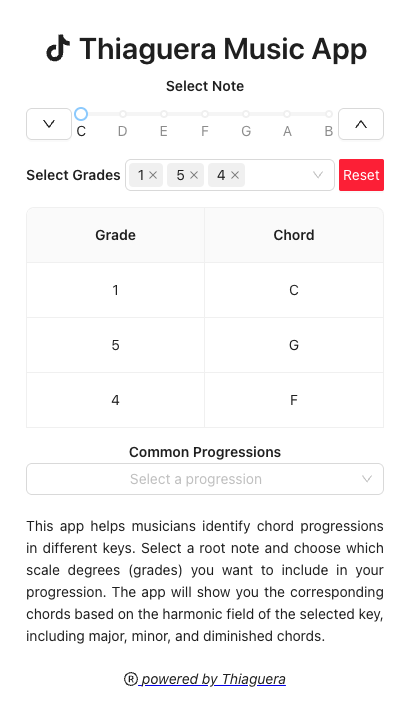 Thiaguera Music App
Select Note
C D E F G A B
Select Grades 1 5 4 Reset
Grade Chord
1 C
5 G
4 F
Common Progressions
Select a progression
This app helps musicians identify chord progressions
in different keys. Select a root note and choose which
scale degrees (grades) you want to include in your
progression. The app will show you the corresponding
chords based on the harmonic field of the selected key,
including major, minor, and diminished chords.
® powered by Thiaguera